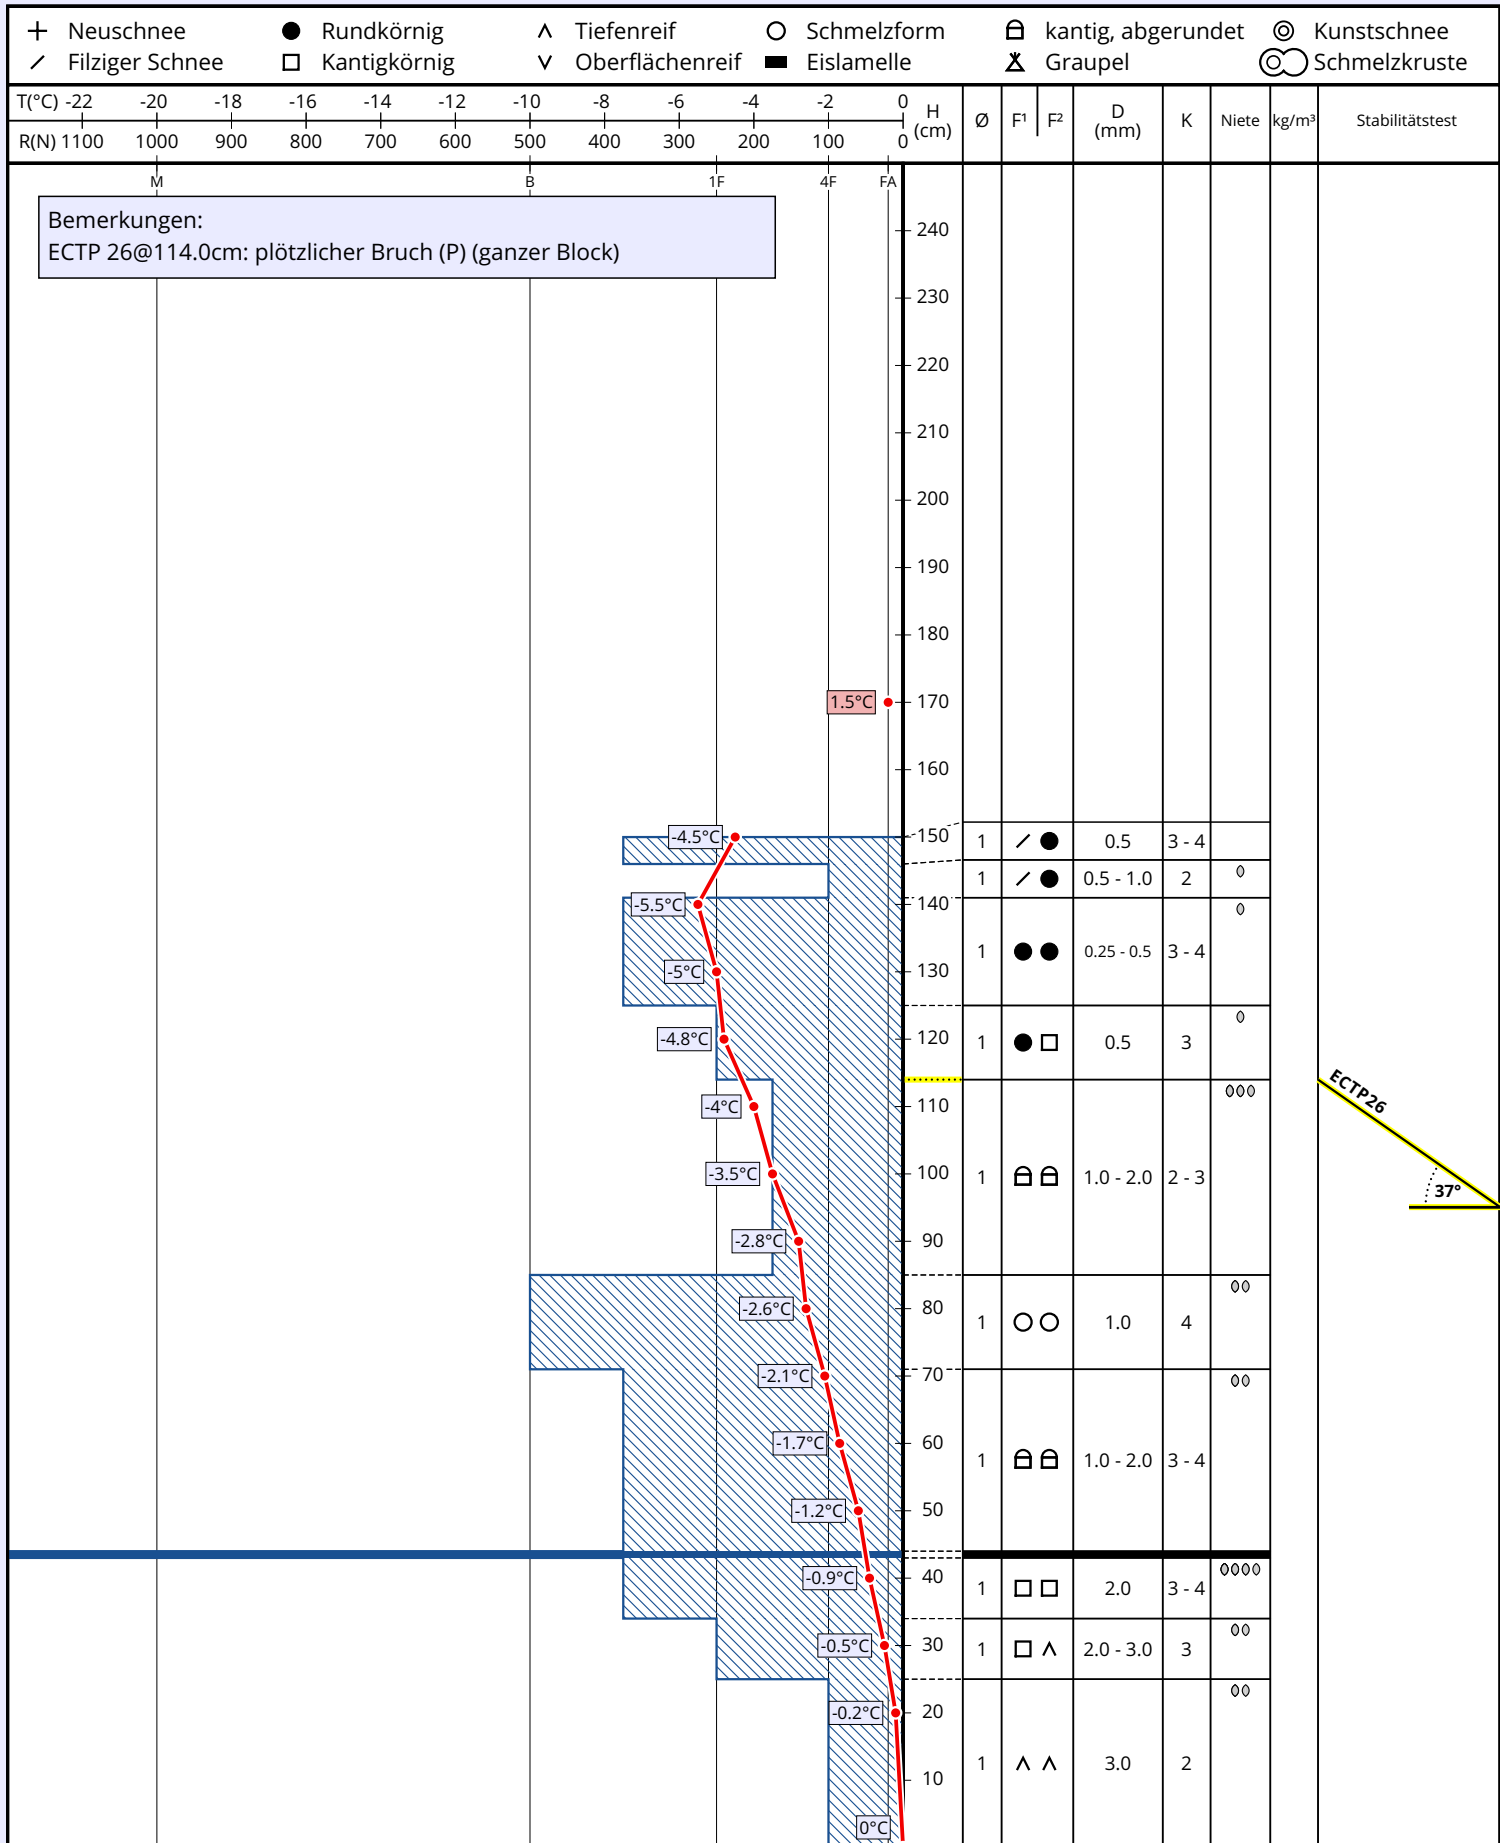 Neuschnee Rundkörnig Tiefenreif Schmelzform kantig, abgerundet Kunstschnee
Filziger Schnee Kantigkörnig Oberflächenreif Eislamelle Graupel Schmelzkruste
T(°C) -22 -20 -18 -16 -14 -12 -10 -8 -6 -4 -2 0
R(N) 1100 1000 900 800 700 600 500 400 300 200 100 0
H (cm) Ø F¹ F² D (mm) K Niete kg/m³ Stabilitätstest
M B 1F 4F FA
Bemerkungen:
ECTP 26@114.0cm: plötzlicher Bruch (P) (ganzer Block)
240
230
220
210
200
190
180
1.5°C 170
160
-4.5°C 150 1 0.5 3 - 4
1 0.5 - 1.0 2
-5.5°C 140
1 0.25 - 0.5 3 - 4
-5°C 130
-4.8°C 120 1 0.5 3
ECTP26
-4°C 110
-3.5°C 100 1 1.0 - 2.0 2 - 3
37°
-2.8°C 90
-2.6°C 80 1 1.0 4
-2.1°C 70
-1.7°C 60 1 1.0 - 2.0 3 - 4
-1.2°C 50
-0.9°C 40 1 2.0 3 - 4
-0.5°C 30 1 2.0 - 3.0 3
-0.2°C 20
1 3.0 2
10
0°C